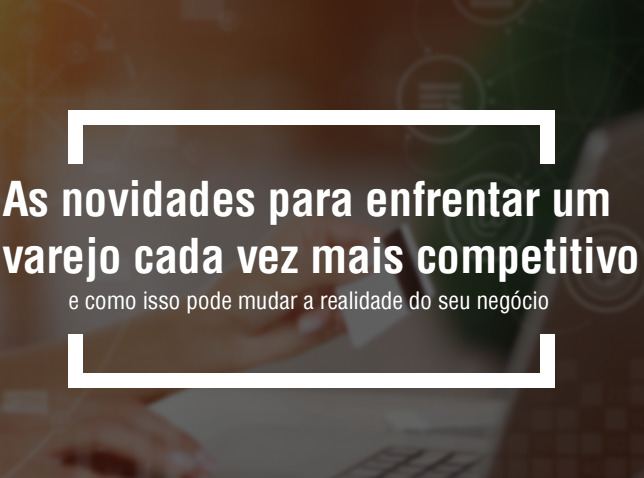 As novidades para enfrentar um
varejo cada vez mais competitivo
e como isso pode mudar a realidade do seu negócio